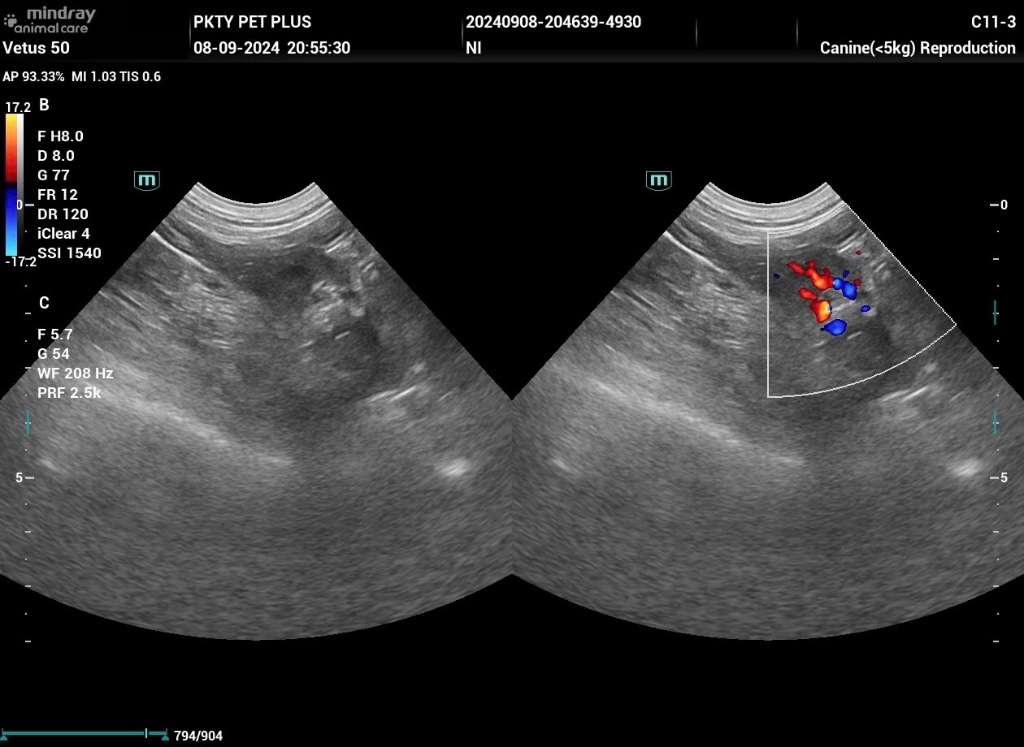 mindray
animal care
Vetus 50
PKTY PET PLUS
08-09-2024 20:55:30
20240908-204639-4930
NI
C11-3
Canine(<5kg) Reproduction
AP 93.33% MI 1.03 TIS 0.6
17.2
B
F H8.0
D 8.0
G 77
FR 12
0
DR 120
iClear 4
SSI 1540
-17.2
C
F 5.7
G 54
WF 208 Hz
PRF 2.5k
5
m
m
0
5
794/904